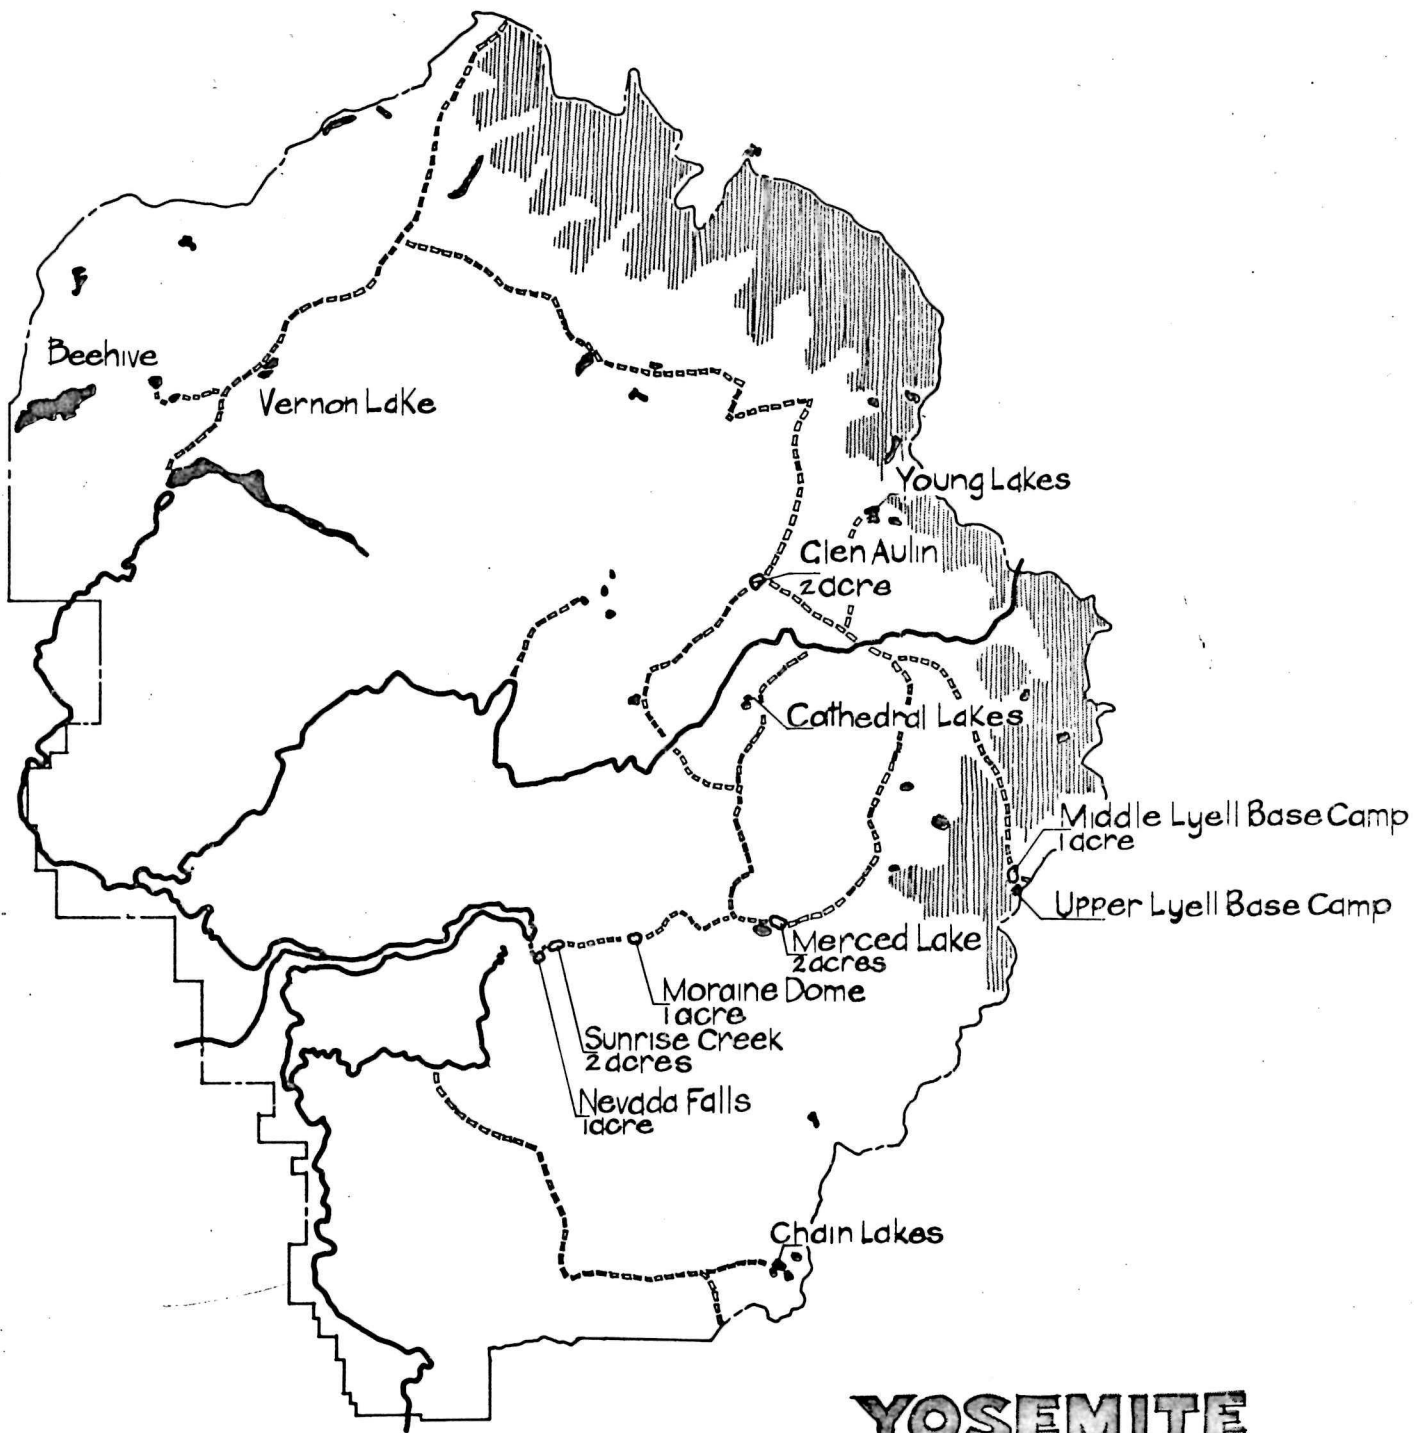 Beehive
Vernon Lake
Young Lakes
Glen Aulin
2 acre
Cathedral Lakes
Middle Lyell Base Camp
1 acre
Upper Lyell Base Camp
Merced Lake
2 acres
Moraine Dome
1 acre
Sunrise Creek
2 acres
Nevada Falls
1 acre
Chain Lakes
YOSEMITE